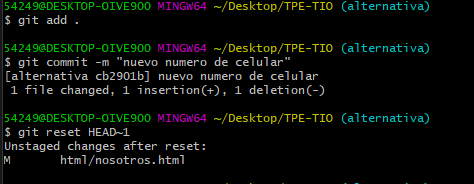 54249@DESKTOP-OIVE900 MINGW64 ~/Desktop/TPE-TIO (alternativa)
$ git add .
54249@DESKTOP-OIVE900 MINGW64 ~/Desktop/TPE-TIO (alternativa)
$ git commit -m "nuevo numero de celular"
[alternativa cb2901b] nuevo numero de celular
1 file changed, 1 insertion(+), 1 deletion(-)
54249@DESKTOP-OIVE900 MINGW64 ~/Desktop/TPE-TIO (alternativa)
$ git reset HEAD~1
Unstaged changes after reset:
M       html/nosotros.html